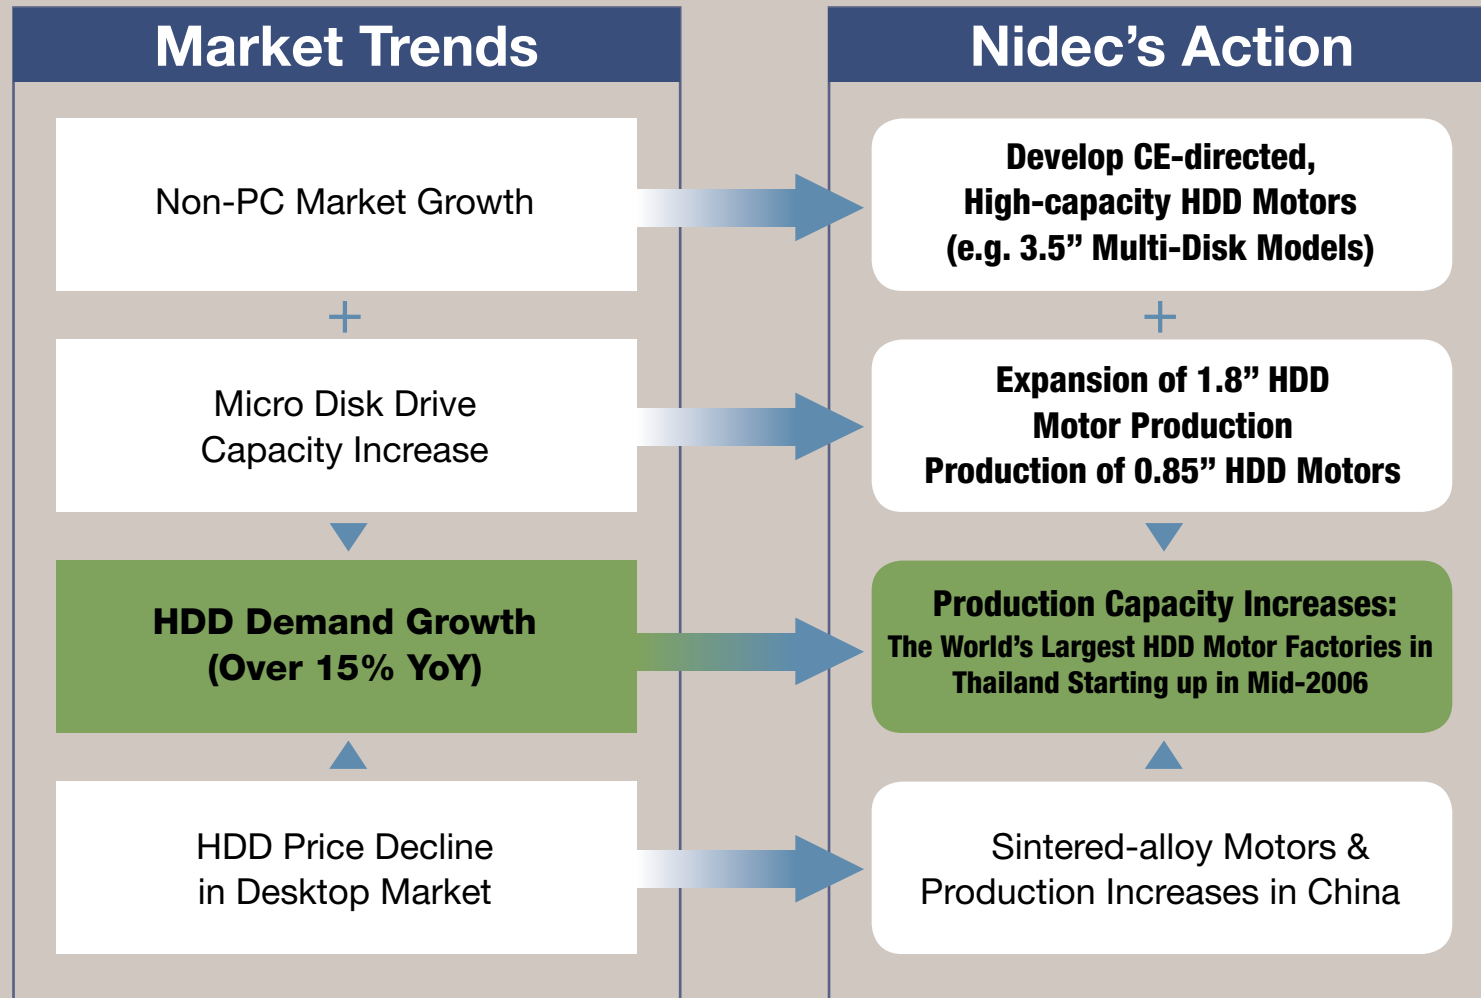 Market Trends
Nidec’s Action
Non-PC Market Growth
Develop CE-directed,
High-capacity HDD Motors
(e.g. 3.5” Multi-Disk Models)
+
+
Micro Disk Drive
Capacity Increase
Expansion of 1.8” HDD
Motor Production
Production of 0.85” HDD Motors
HDD Demand Growth
(Over 15% YoY)
Production Capacity Increases:
The World’s Largest HDD Motor Factories in
Thailand Starting up in Mid-2006
HDD Price Decline
in Desktop Market
Sintered-alloy Motors &
Production Increases in China